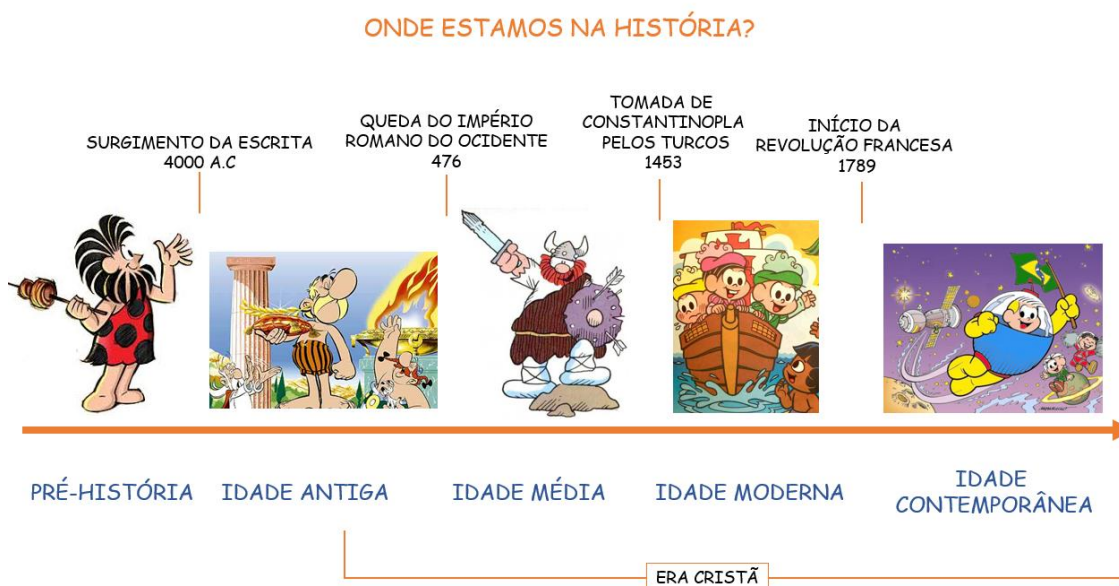 ONDE ESTAMOS NA HISTÓRIA?
SURGIMENTO DA ESCRITA
4000 A.C
QUEDA DO IMPÉRIO
ROMANO DO OCIDENTE
476
TOMADA DE
CONSTANTINOPLA
PELOS TURCOS
1453
INÍCIO DA
REVOLUÇÃO FRANCESA
1789
PRÉ-HISTÓRIA
IDADE ANTIGA
IDADE MÉDIA
IDADE MODERNA
IDADE
CONTEMPORÂNEA
ERA CRISTÃ